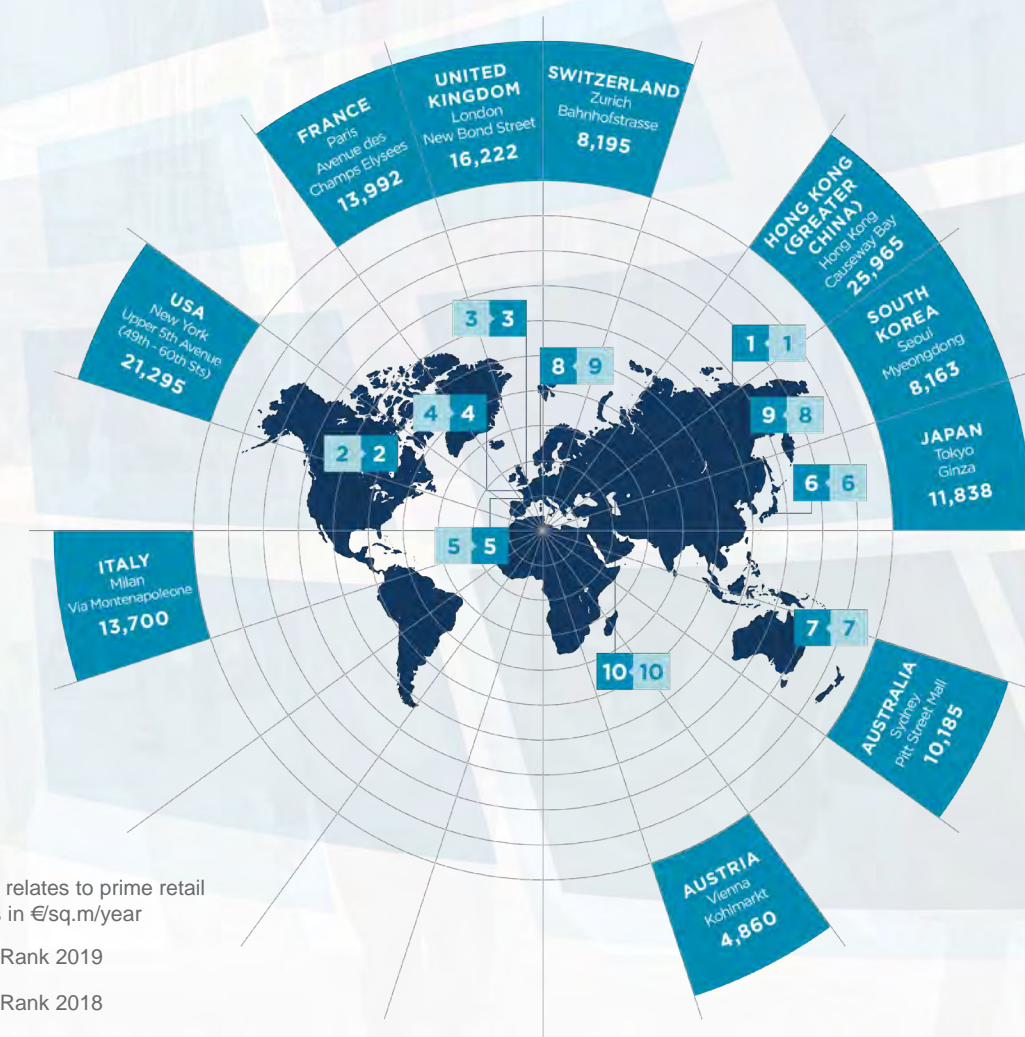 FRANCE
Paris
Avenue des
Champs Elysees
13,992
UNITED
KINGDOM
London
New Bond Street
16,222
SWITZERLAND
Zurich
Bahnhofstrasse
8,195
HONG KONG
(GREATER
CHINA)
Hong Kong
Causeway Bay
25,965
SOUTH
KOREA
Seoul
Myeongdong
8,163
JAPAN
Tokyo
Ginza
11,838
USA
New York
Upper 5th Avenue
(49th - 60th Sts)
21,295
3 3
1 1
8 9
4 4
9 8
2 2
6 6
5 5
ITALY
Milan
Via Montenapoleone
13,700
7 7
10 10
AUSTRALIA
Sydney
Pitt Street Mall
10,185
AUSTRIA
Vienna
Kohlmarkt
4,860
relates to prime retail
in €/sq.m/year
Rank 2019
Rank 2018